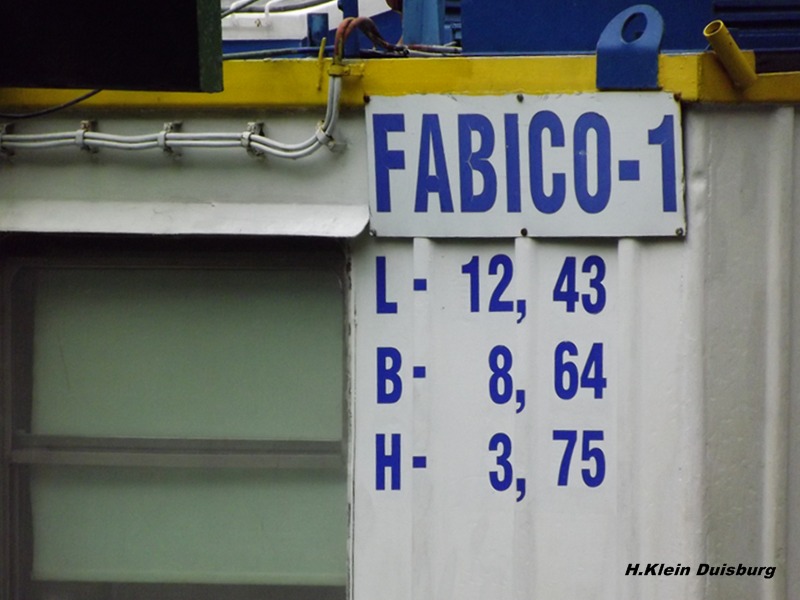 FABICO-1
L- 12, 43
B- 8, 64
H- 3, 75
H.Klein Duisburg